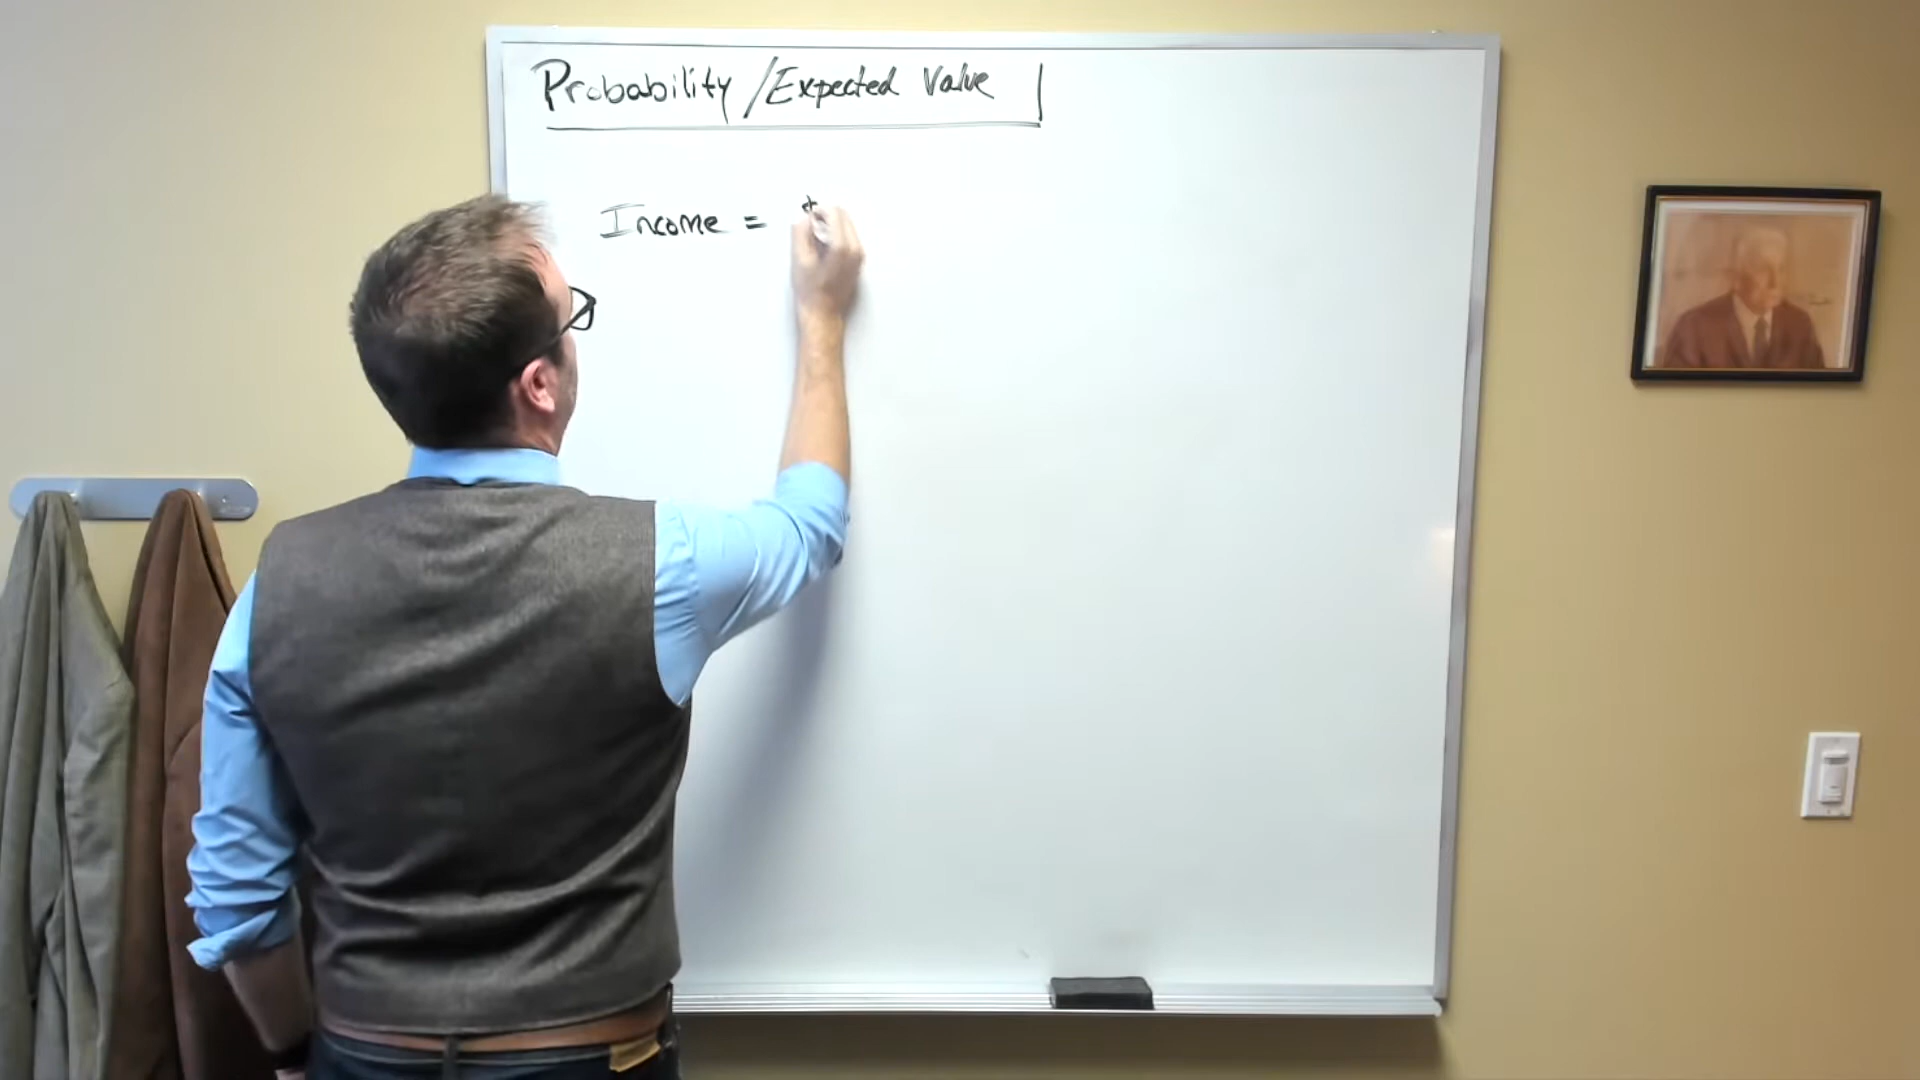 Probability / Expected Value
Income =